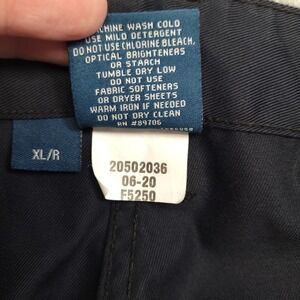 MACHINE WASH COLD
USE MILD DETERGENT
DO NOT USE CHLORINE BLEACH,
OPTICAL BRIGHTENERS
OR STARCH
TUMBLE DRY LOW
DO NOT USE
FABRIC SOFTENERS
OR DRYER SHEETS
WARM IRON IF NEEDED
DO NOT DRY CLEAN
RN #89706
XL/R
20502036
06-20
F5250